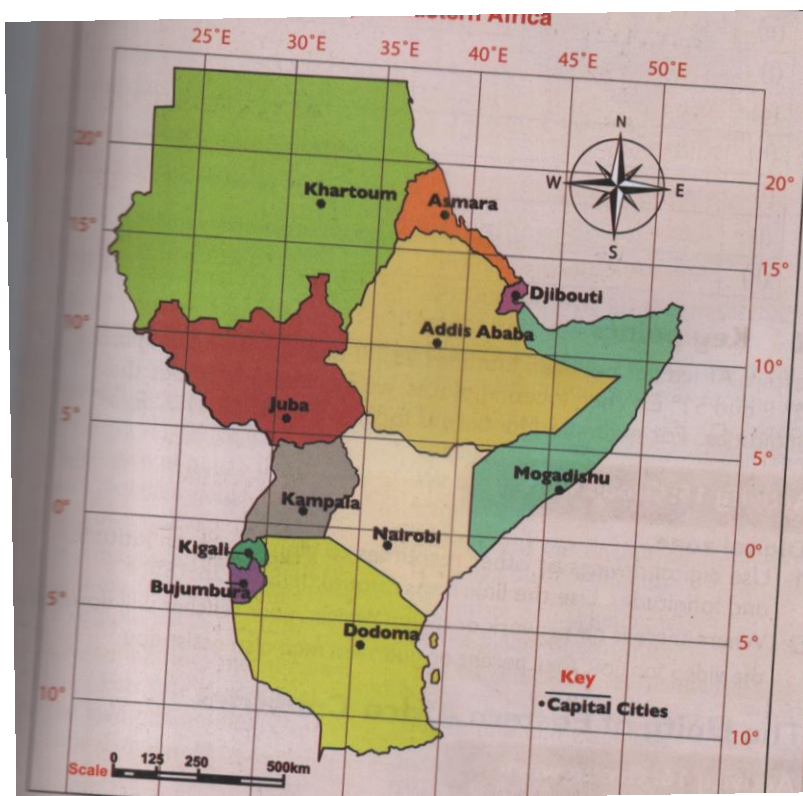 Eastern Africa
25°E 30°E 35°E 40°E 45°E 50°E
N
W E
S
20° 20°
15° 15°
10° 10°
5° 5°
0° 0°
5° 5°
10° 10°
Khartoum
Asmara
Djibouti
Addis Ababa
Juba
Mogadishu
Kampala
Nairobi
Kigali
Bujumbura
Dodoma
Key
•Capital Cities
Scale 0 125 250 500km